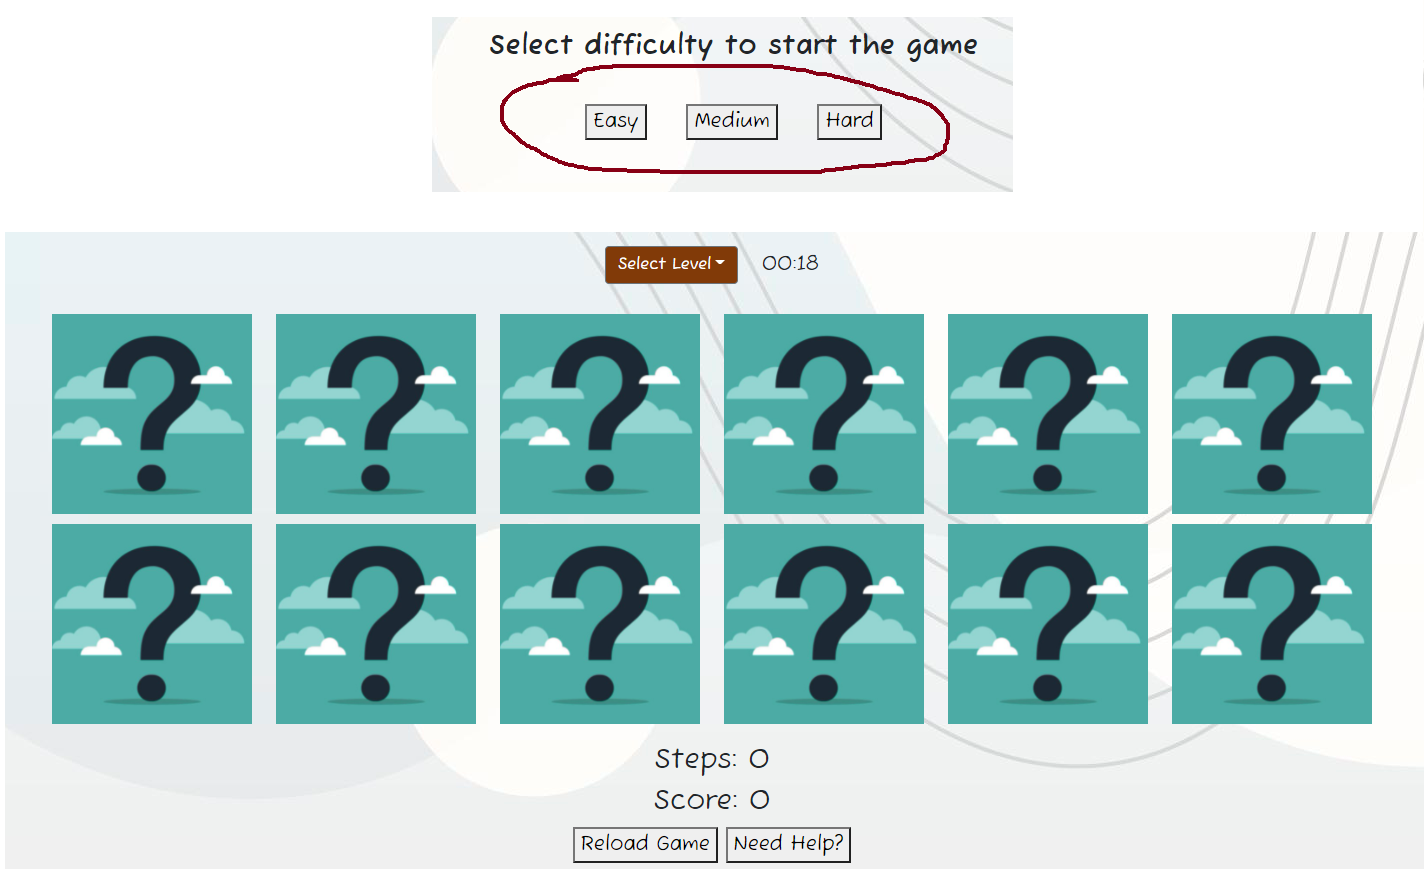 Select difficulty to start the game
Easy Medium Hard
Select Level 00:18
Steps: 0
Score: 0
Reload Game Need Help?